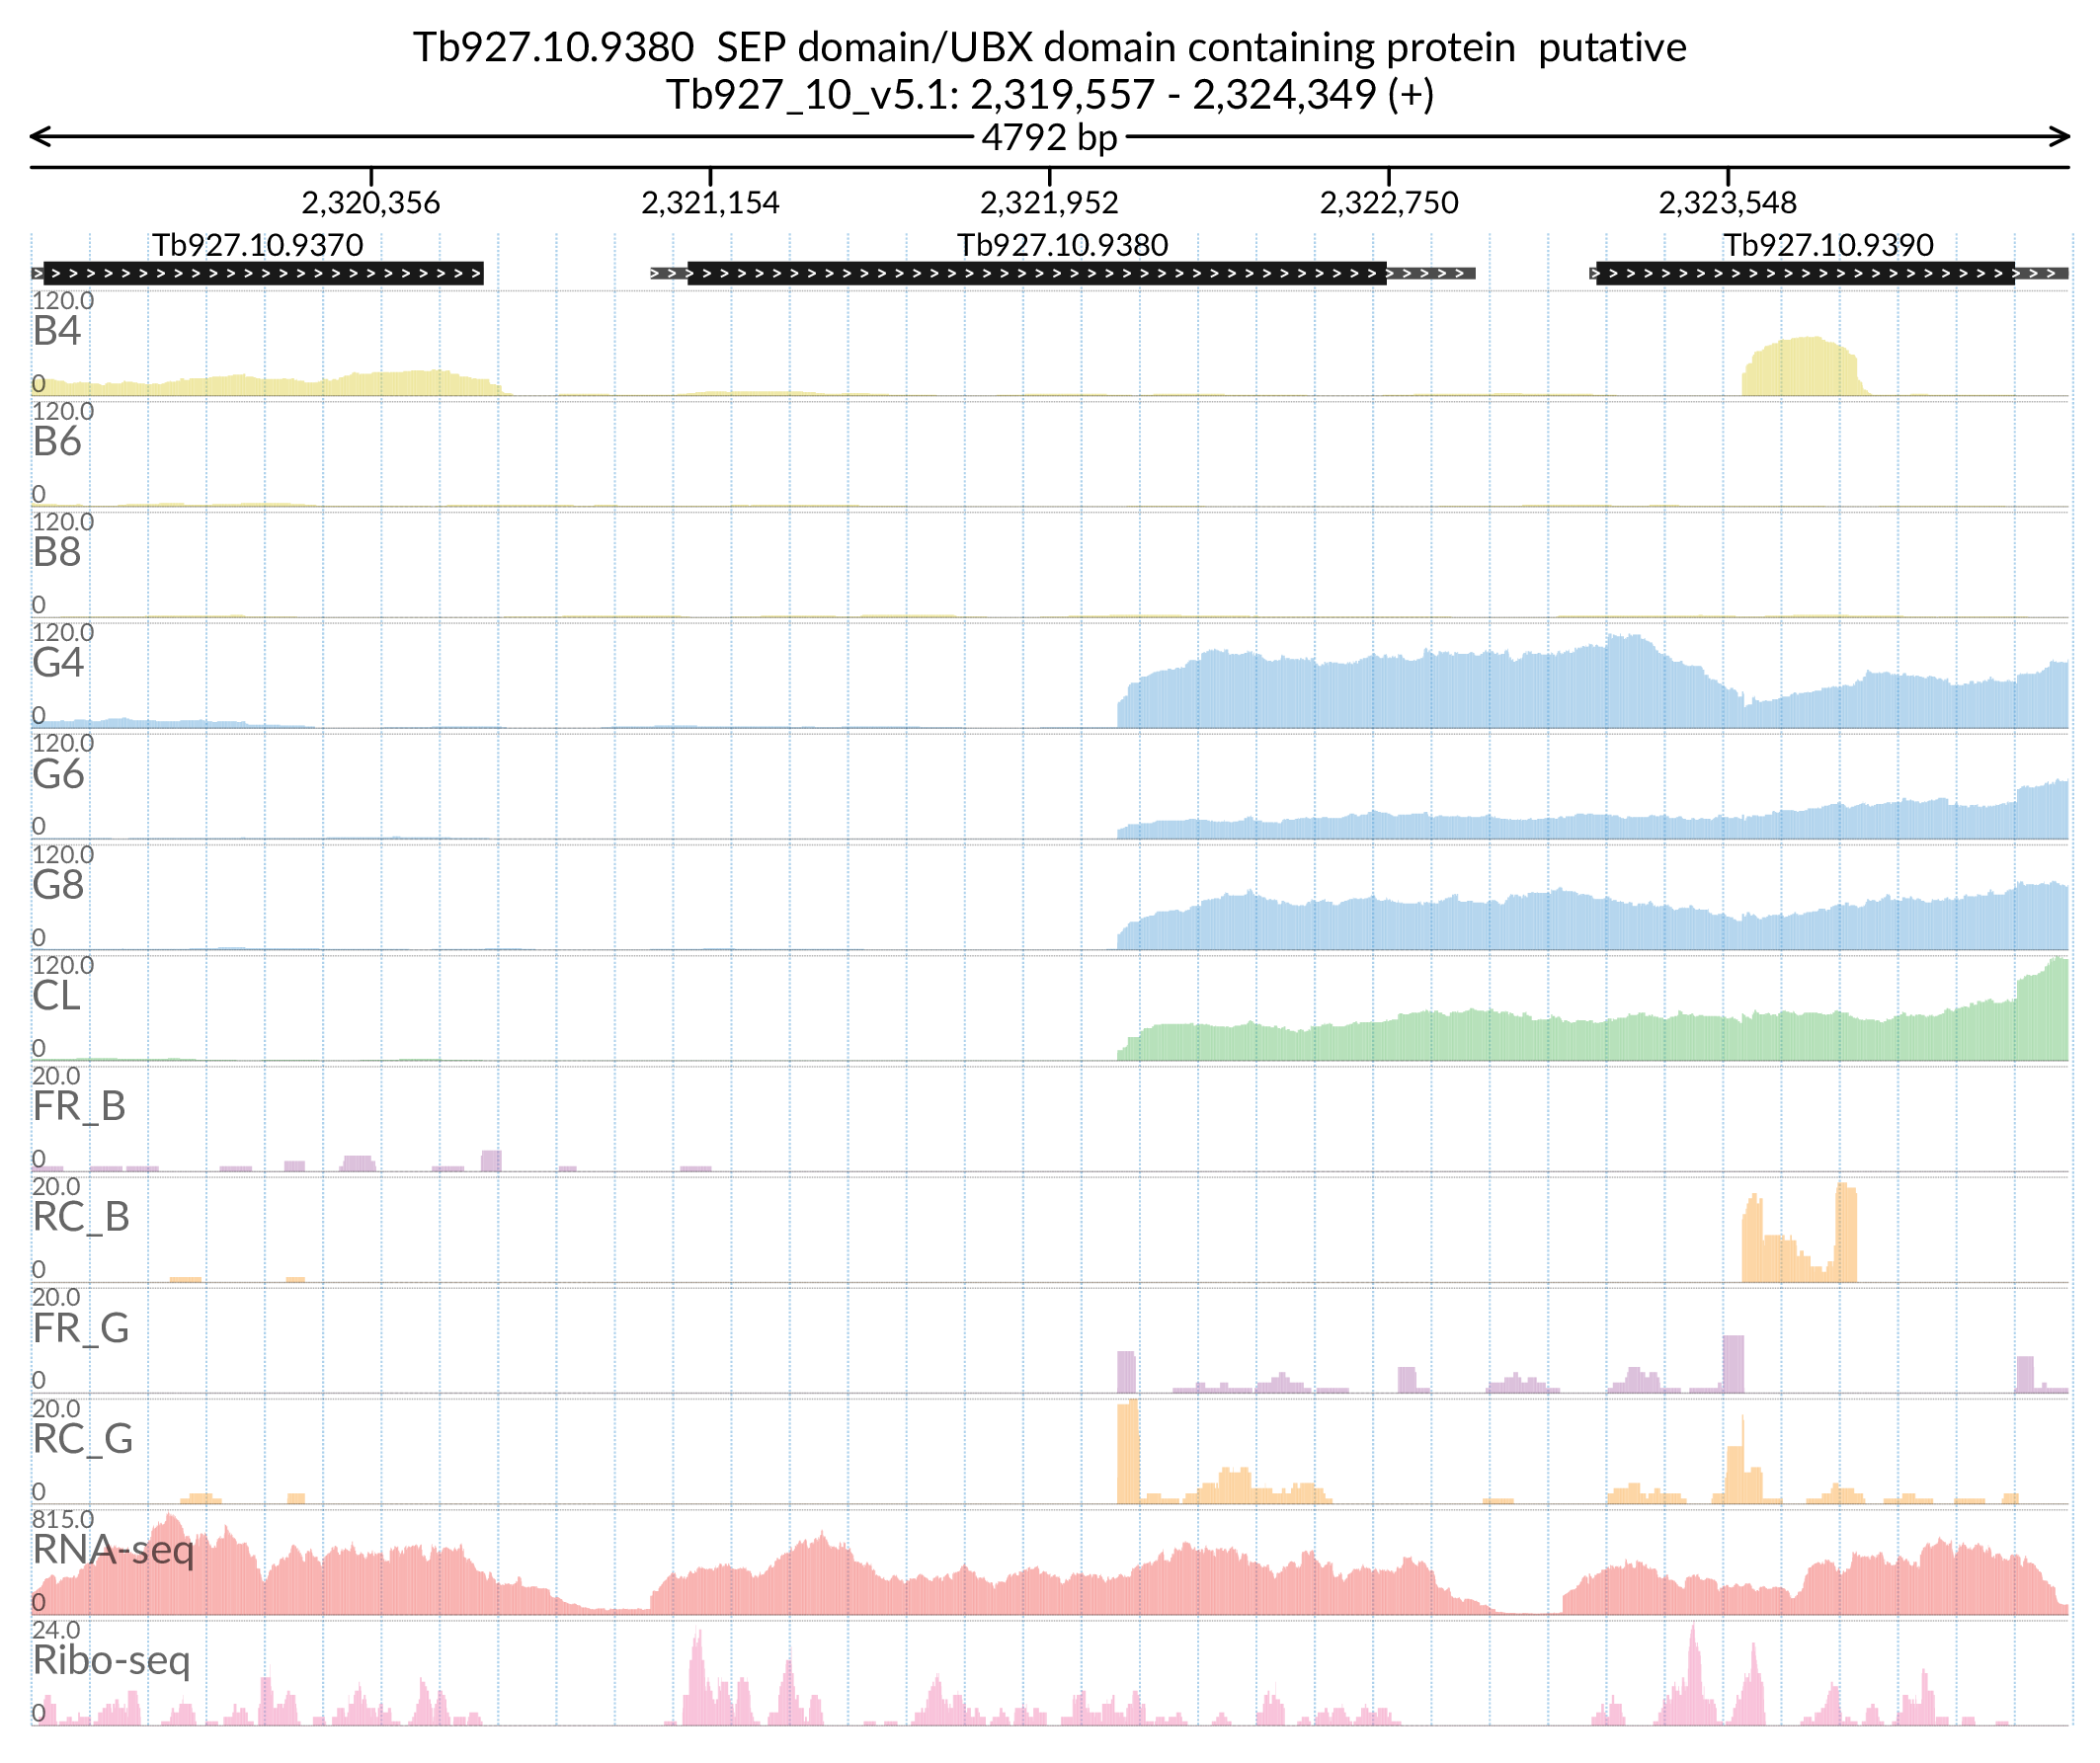 Tb927.10.9380  SEP domain/UBX domain containing protein  putative
Tb927_10_v5.1: 2,319,557 - 2,324,349 (+)
4792 bp
2,320,356 2,321,154 2,321,952 2,322,750 2,323,548
Tb927.10.9370 Tb927.10.9380 Tb927.10.9390
120.0
B4
0
120.0
B6
0
120.0
B8
0
120.0
G4
0
120.0
G6
0
120.0
G8
0
120.0
CL
0
20.0
FR_B
0
20.0
RC_B
0
20.0
FR_G
0
20.0
RC_G
0
815.0
RNA-seq
0
24.0
Ribo-seq
0